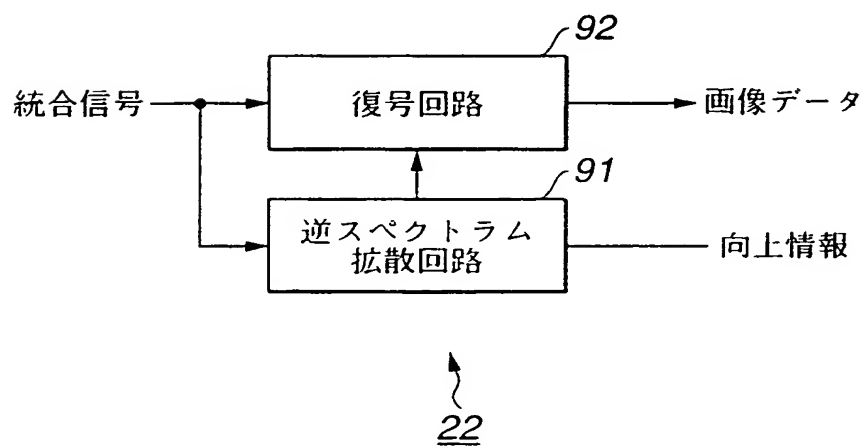 92
統合信号
復号回路
画像データ
91
逆スペクトラム
拡散回路
向上情報
22